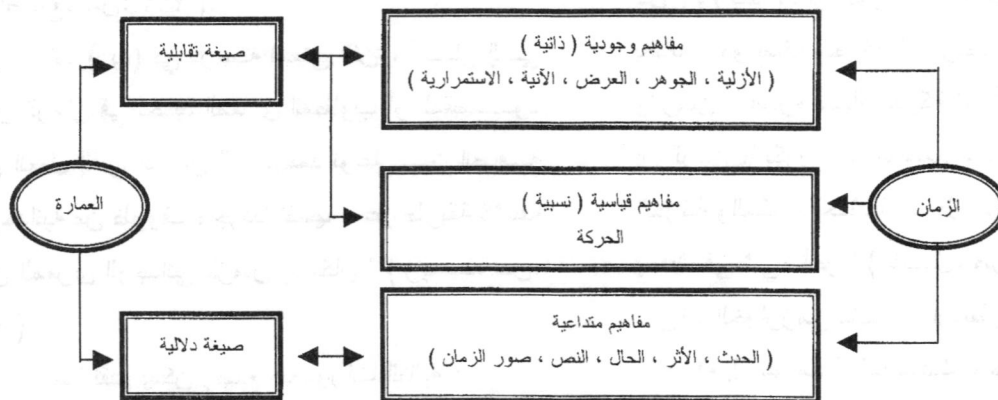 صيغة تقابلية
مفاهيم وجودية ( ذاتية )
( الأزلية ، الجوهر ، العرض ، الآنية ، الاستمرارية )
العمارة
مفاهيم قياسية ( نسبية )
الحركة
الزمان
صيغة دلالية
مفاهيم متداعية
( الحدث ، الأثر ، الحال ، النص ، صور الزمان )